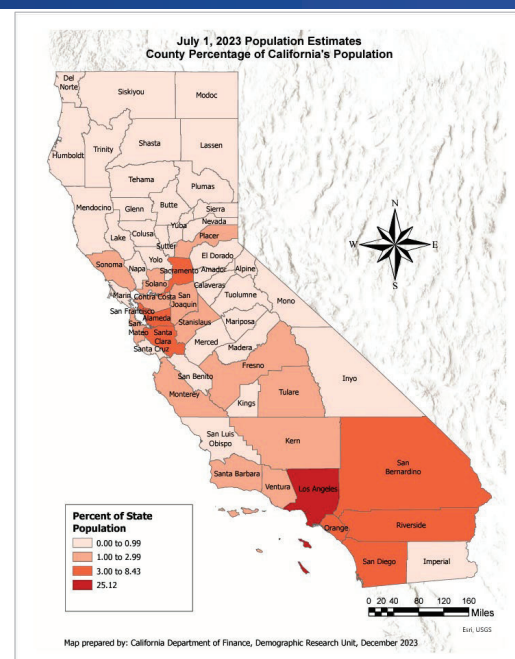 July 1, 2023 Population Estimates
County Percentage of California's Population
Del
Norte
Siskiyou
Modoc
Humboldt
Trinity
Shasta
Lassen
Tehama
Plumas
Mendocino
Glenn
Butte
Sierra
Nevada
Lake
Colusa
Yuba
Sutter
Placer
Sonoma
Napa
Yolo
El Dorado
Sacramento
Amador
Alpine
Solano
Calaveras
Marin
Contra Costa
San
Joaquin
Tuolumne
Mono
San Francisco
Alameda
Stanislaus
Mariposa
San
Mateo
Santa
Clara
Santa Cruz
Merced
Madera
San Benito
Fresno
Monterey
Kings
Tulare
Inyo
San Luis
Obispo
Kern
Santa Barbara
Ventura
Los Angeles
San
Bernardino
Orange
Riverside
San Diego
Imperial
N
W
E
S
Percent of State
Population
0.00 to 0.99
1.00 to 2.99
3.00 to 8.43
25.12
0 20 40 80 120 160
Miles
Esri, USGS
Map prepared by: California Department of Finance, Demographic Research Unit, December 2023